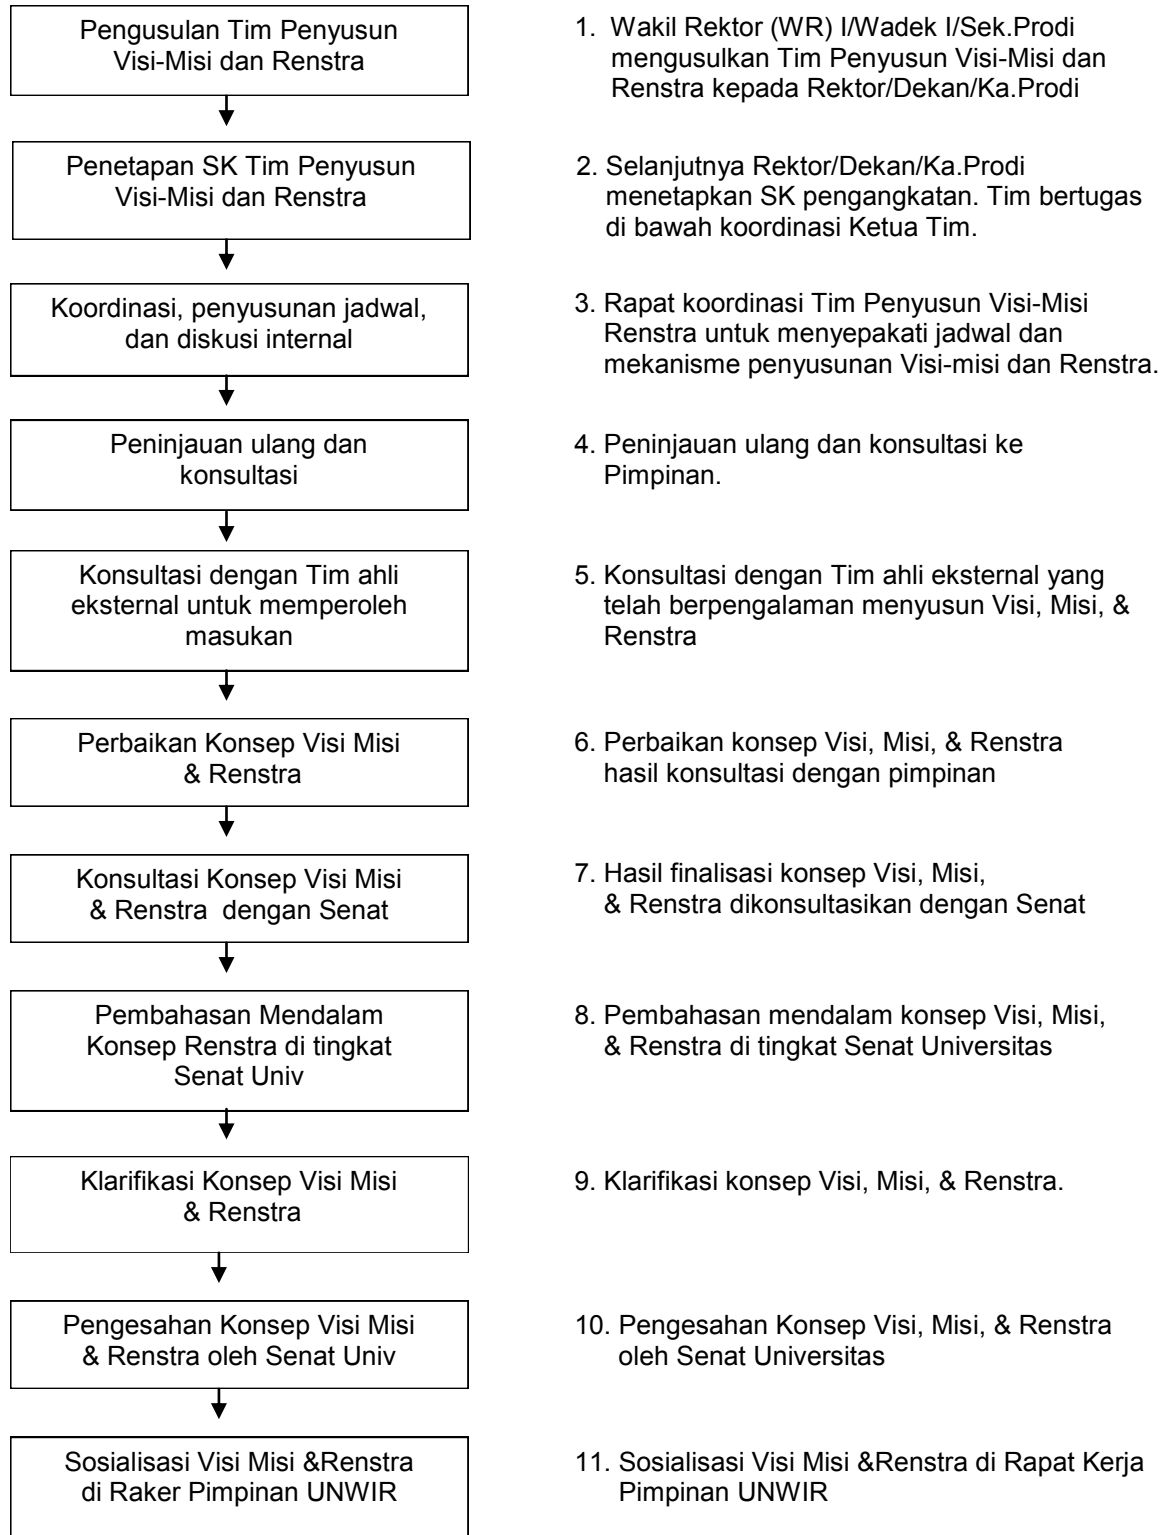 Pengusulan Tim Penyusun
Visi-Misi dan Renstra
1. Wakil Rektor (WR) I/Wadek I/Sek.Prodi
mengusulkan Tim Penyusun Visi-Misi dan
Renstra kepada Rektor/Dekan/Ka.Prodi
Penetapan SK Tim Penyusun
Visi-Misi dan Renstra
2. Selanjutnya Rektor/Dekan/Ka.Prodi
menetapkan SK pengangkatan. Tim bertugas
di bawah koordinasi Ketua Tim.
Koordinasi, penyusunan jadwal,
dan diskusi internal
3. Rapat koordinasi Tim Penyusun Visi-Misi
Renstra untuk menyepakati jadwal dan
mekanisme penyusunan Visi-misi dan Renstra.
Peninjauan ulang dan
konsultasi
4. Peninjauan ulang dan konsultasi ke
Pimpinan.
Konsultasi dengan Tim ahli
eksternal untuk memperoleh
masukan
5. Konsultasi dengan Tim ahli eksternal yang
telah berpengalaman menyusun Visi, Misi, &
Renstra
Perbaikan Konsep Visi Misi
& Renstra
6. Perbaikan konsep Visi, Misi, & Renstra
hasil konsultasi dengan pimpinan
Konsultasi Konsep Visi Misi
& Renstra dengan Senat
7. Hasil finalisasi konsep Visi, Misi,
& Renstra dikonsultasikan dengan Senat
Pembahasan Mendalam
Konsep Renstra di tingkat
Senat Univ
8. Pembahasan mendalam konsep Visi, Misi,
& Renstra di tingkat Senat Universitas
Klarifikasi Konsep Visi Misi
& Renstra
9. Klarifikasi konsep Visi, Misi, & Renstra.
Pengesahan Konsep Visi Misi
& Renstra oleh Senat Univ
10. Pengesahan Konsep Visi, Misi, & Renstra
oleh Senat Universitas
Sosialisasi Visi Misi &Renstra
di Raker Pimpinan UNWIR
11. Sosialisasi Visi Misi &Renstra di Rapat Kerja
Pimpinan UNWIR